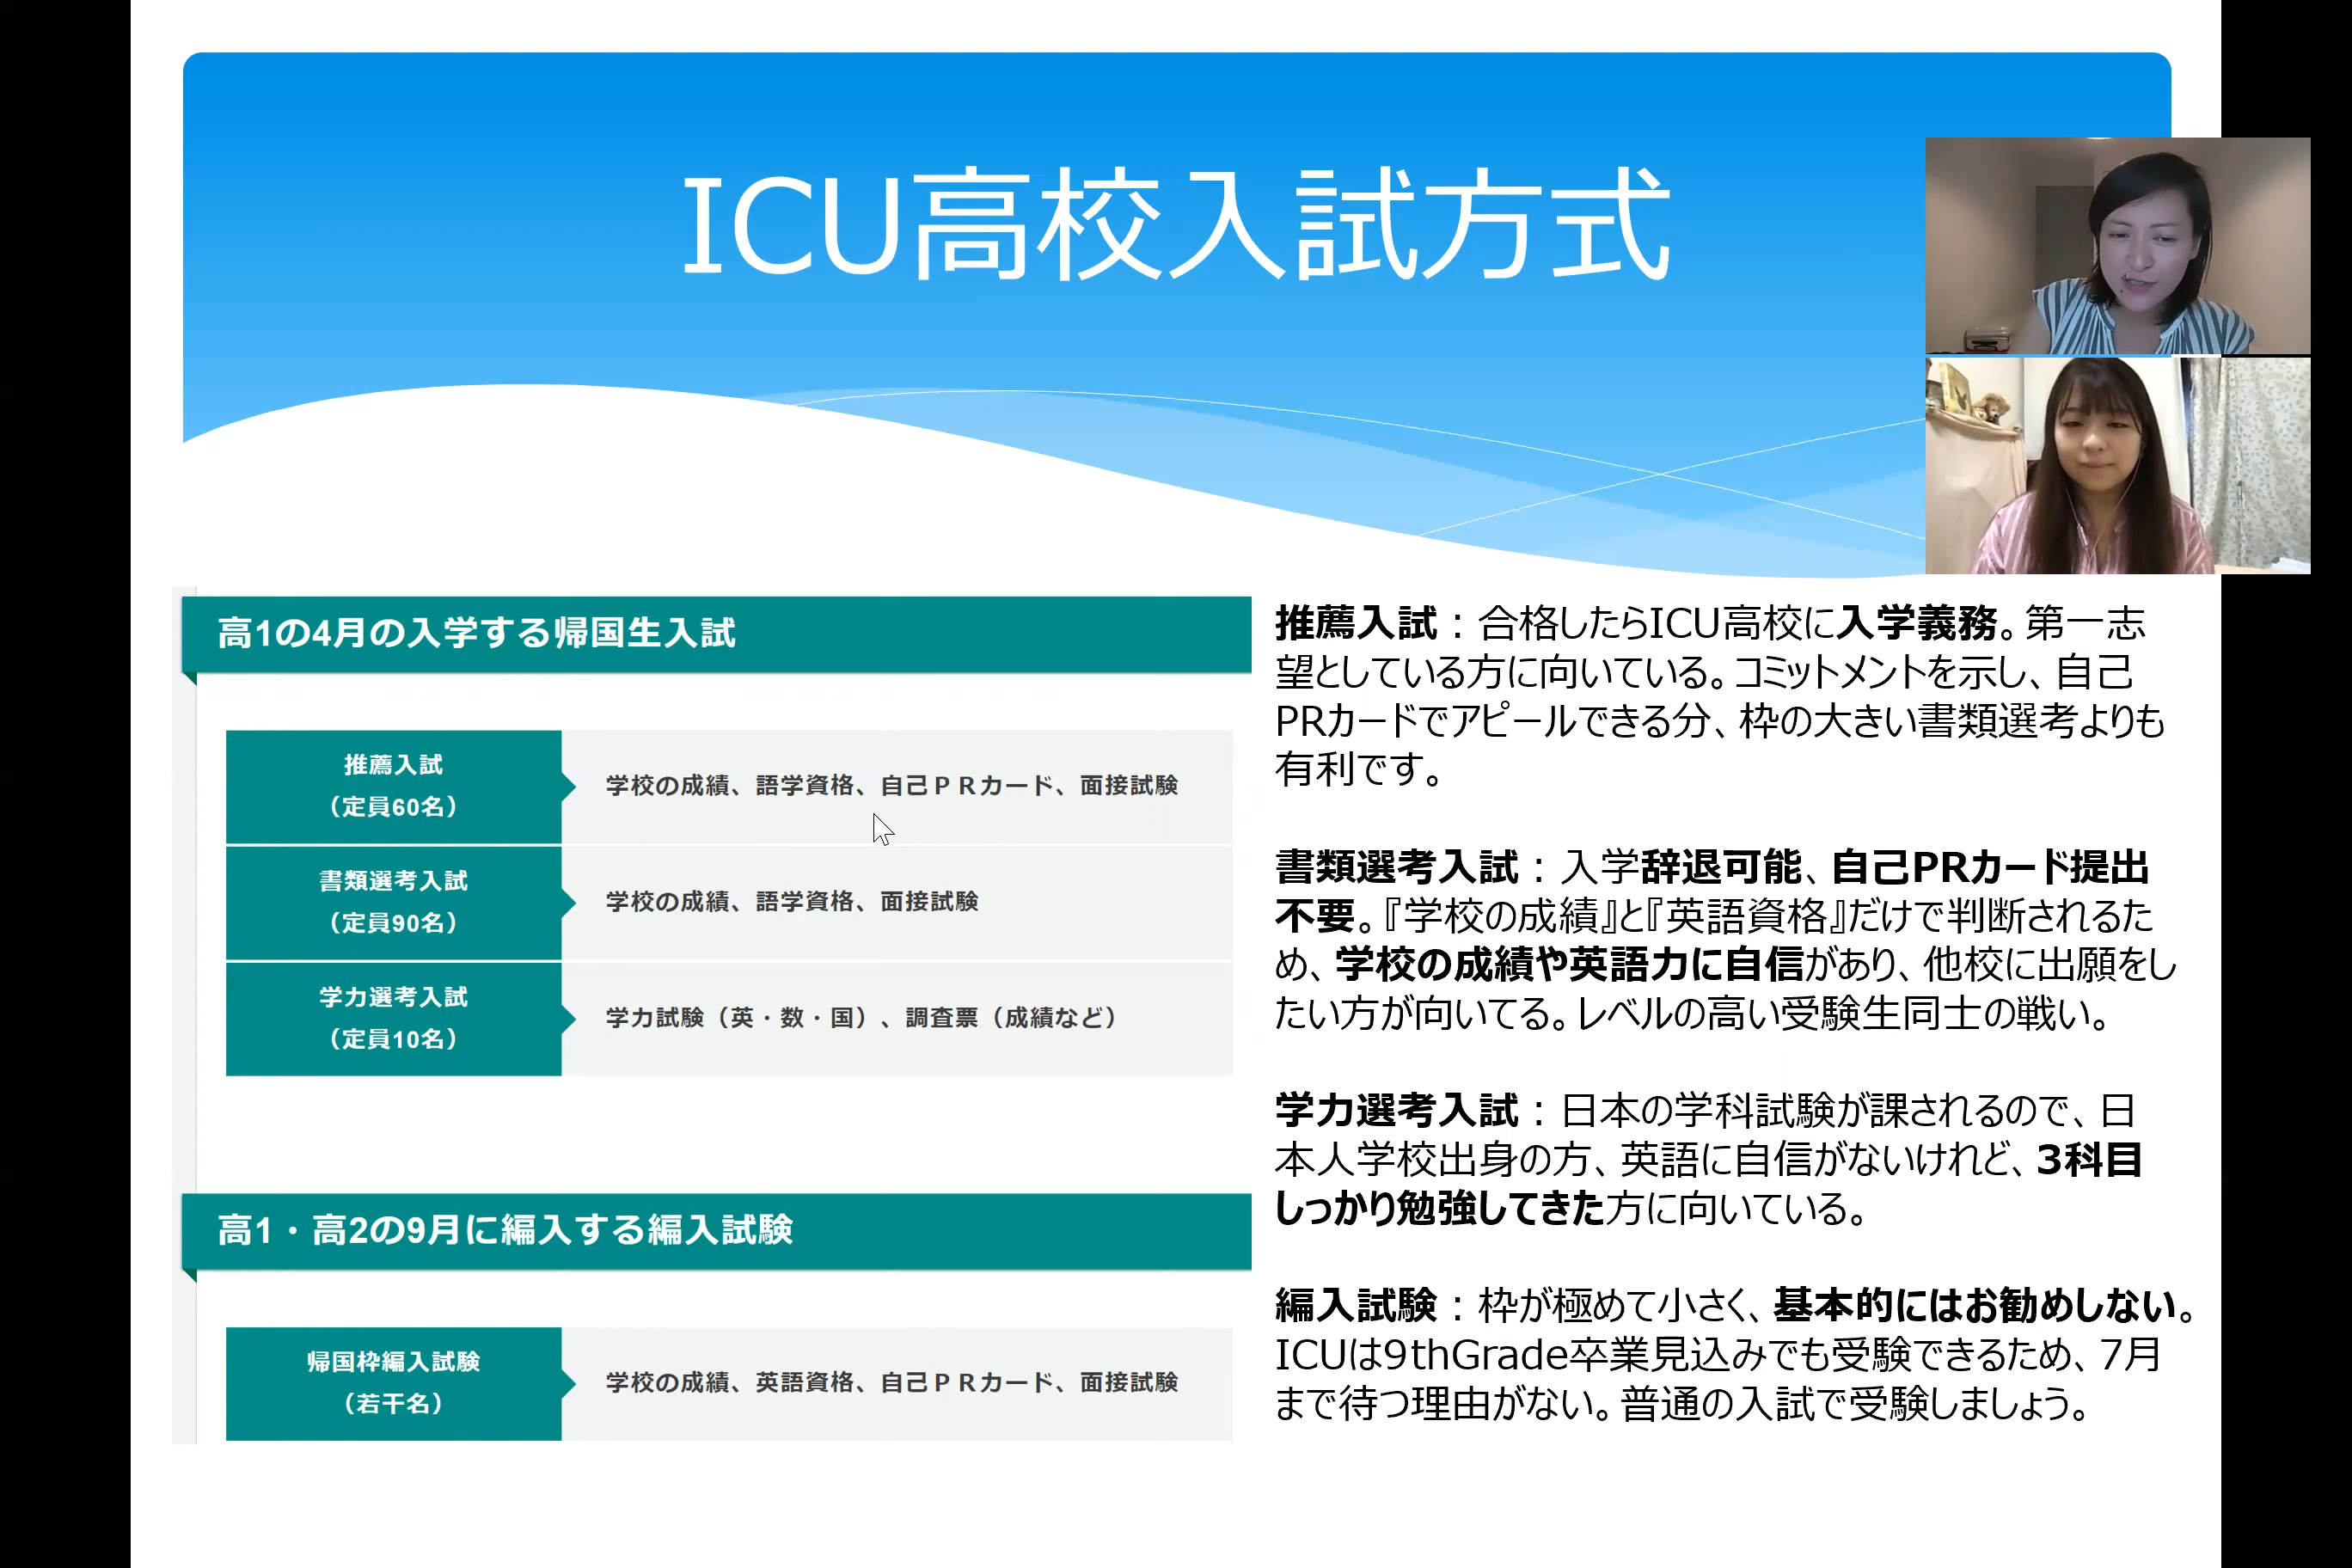 ICU高校入試方式
高1の4月の入学する帰国生入試
推薦入試
（定員60名）
学校の成績、語学資格、自己ＰＲカード、面接試験
書類選考入試
（定員90名）
学校の成績、語学資格、面接試験
学力選考入試
（定員10名）
学力試験（英・数・国）、調査票（成績など）
高1・高2の9月に編入する編入試験
帰国枠編入試験
（若干名）
学校の成績、英語資格、自己ＰＲカード、面接試験
推薦入試：合格したらICU高校に入学義務。第一志
望としている方に向いている。コミットメントを示し、自己
PRカードでアピールできる分、枠の大きい書類選考よりも
有利です。
書類選考入試：入学辞退可能、自己PRカード提出
不要。『学校の成績』と『英語資格』だけで判断されるた
め、学校の成績や英語力に自信があり、他校に出願をし
たい方が向いてる。レベルの高い受験生同士の戦い。
学力選考入試：日本の学科試験が課されるので、日
本人学校出身の方、英語に自信がないけれど、3科目
しっかり勉強してきた方に向いている。
編入試験：枠が極めて小さく、基本的にはお勧めしない。
ICUは9thGrade卒業見込みでも受験できるため、7月
まで待つ理由がない。普通の入試で受験しましょう。